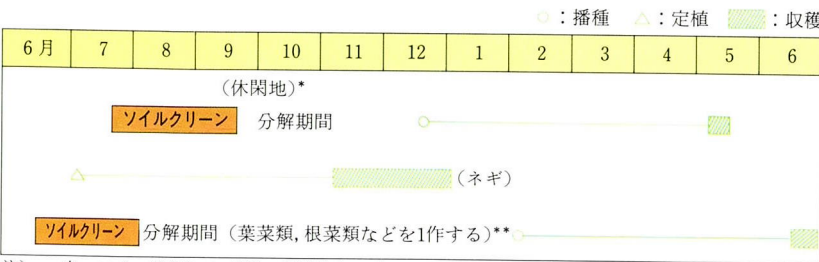 ○：播種 △：定植 ：収穫
6月 7 8 9 10 11 12 1 2 3 4 5 6
（休閑地）*
ソイルクリーン 分解期間
（ネギ）
ソイルクリーン 分解期間（葉菜類,根菜類などを1作する）**